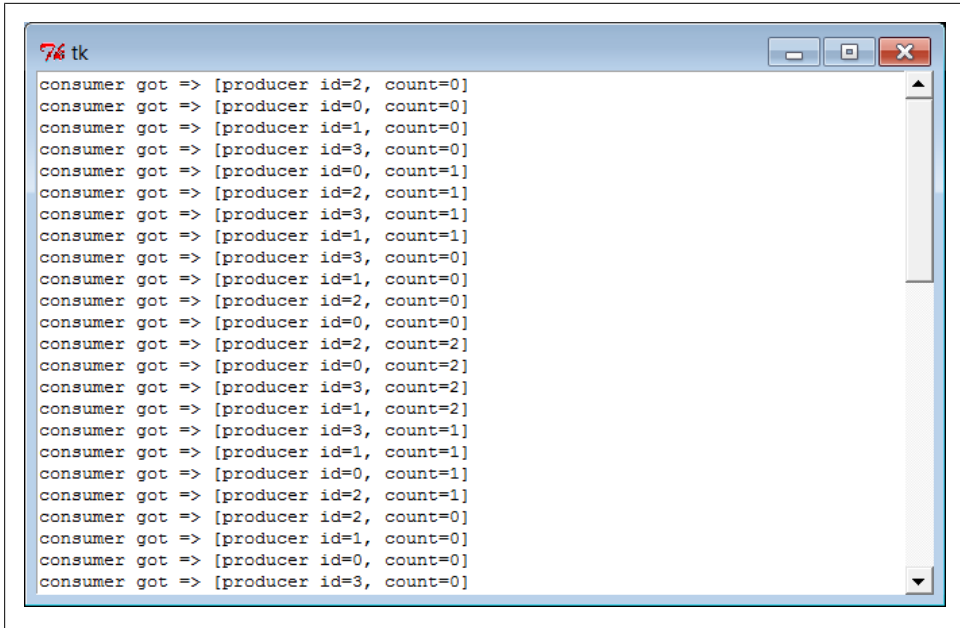 tk
consumer got => [producer id=2, count=0]
consumer got => [producer id=0, count=0]
consumer got => [producer id=1, count=0]
consumer got => [producer id=3, count=0]
consumer got => [producer id=0, count=1]
consumer got => [producer id=2, count=1]
consumer got => [producer id=3, count=1]
consumer got => [producer id=1, count=1]
consumer got => [producer id=3, count=0]
consumer got => [producer id=1, count=0]
consumer got => [producer id=2, count=0]
consumer got => [producer id=0, count=0]
consumer got => [producer id=2, count=2]
consumer got => [producer id=0, count=2]
consumer got => [producer id=3, count=2]
consumer got => [producer id=1, count=2]
consumer got => [producer id=3, count=1]
consumer got => [producer id=1, count=1]
consumer got => [producer id=0, count=1]
consumer got => [producer id=2, count=1]
consumer got => [producer id=2, count=0]
consumer got => [producer id=1, count=0]
consumer got => [producer id=0, count=0]
consumer got => [producer id=3, count=0]